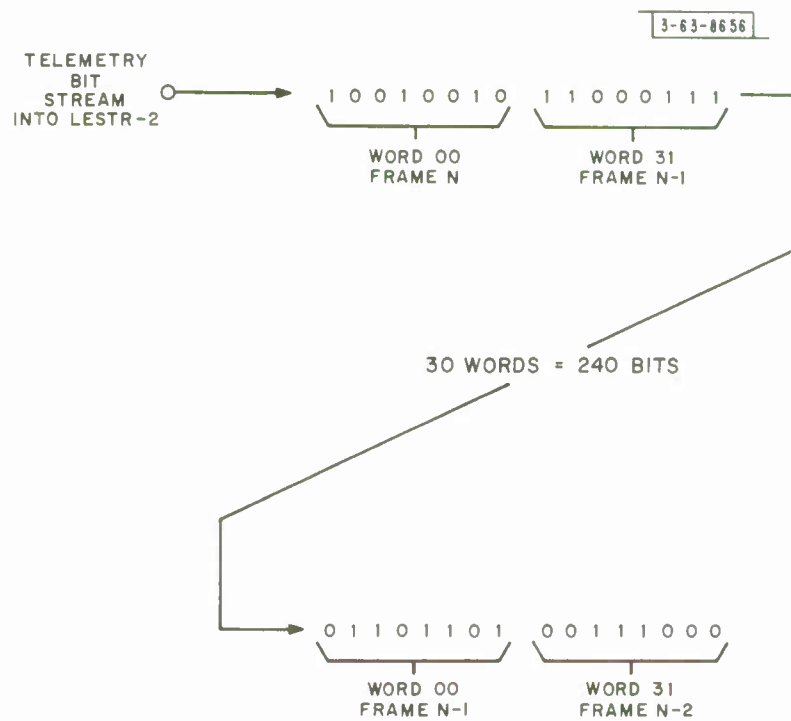 3-63-8656
TELEMETRY
BIT
STREAM
INTO LESTR-2
1 0 0 1 0 0 1 0 1 1 0 0 0 1 1 1
WORD 00 WORD 31
FRAME N FRAME N-1
30 WORDS = 240 BITS
0 1 1 0 1 1 0 1 0 0 1 1 1 0 0 0
WORD 00 WORD 31
FRAME N-1 FRAME N-2